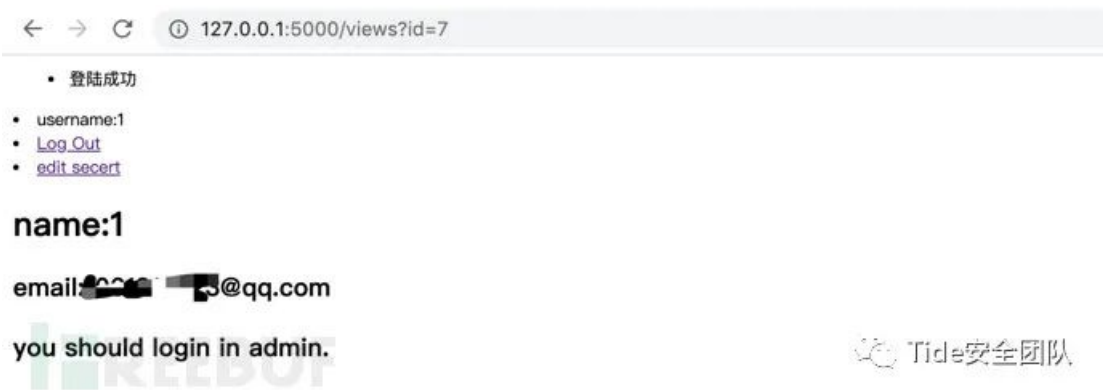 127.0.0.1:5000/views?id=7
• 登陆成功
• username:1
• Log Out
• edit secert
name:1
email: @qq.com
you should login in admin.
REEBUF
Tide安全团队